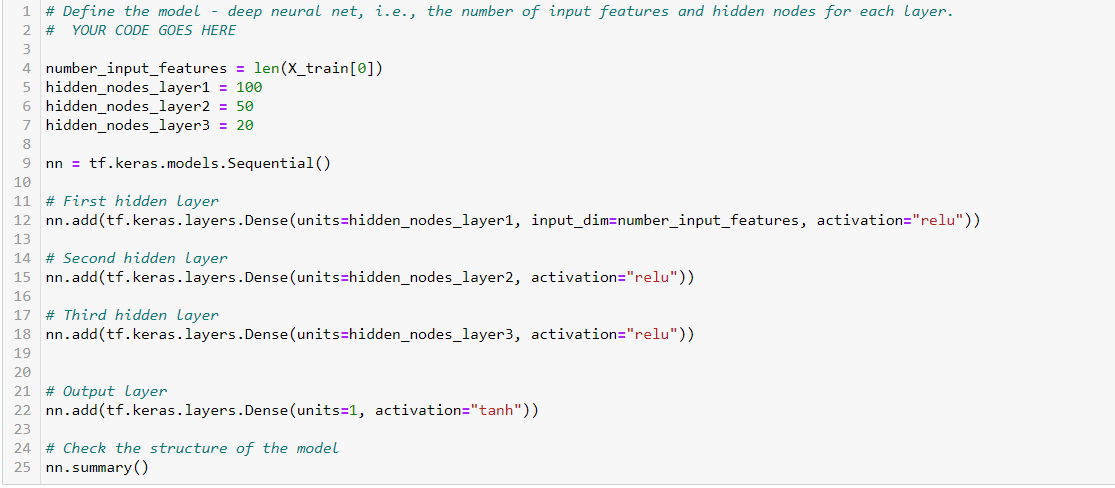 1 # Define the model - deep neural net, i.e., the number of input features and hidden nodes for each layer.
2 #  YOUR CODE GOES HERE
3
4 number_input_features = len(X_train[0])
5 hidden_nodes_layer1 = 100
6 hidden_nodes_layer2 = 50
7 hidden_nodes_layer3 = 20
8
9 nn = tf.keras.models.Sequential()
10
11 # First hidden layer
12 nn.add(tf.keras.layers.Dense(units=hidden_nodes_layer1, input_dim=number_input_features, activation="relu"))
13
14 # Second hidden layer
15 nn.add(tf.keras.layers.Dense(units=hidden_nodes_layer2, activation="relu"))
16
17 # Third hidden layer
18 nn.add(tf.keras.layers.Dense(units=hidden_nodes_layer3, activation="relu"))
19
20
21 # Output layer
22 nn.add(tf.keras.layers.Dense(units=1, activation="tanh"))
23
24 # Check the structure of the model
25 nn.summary()